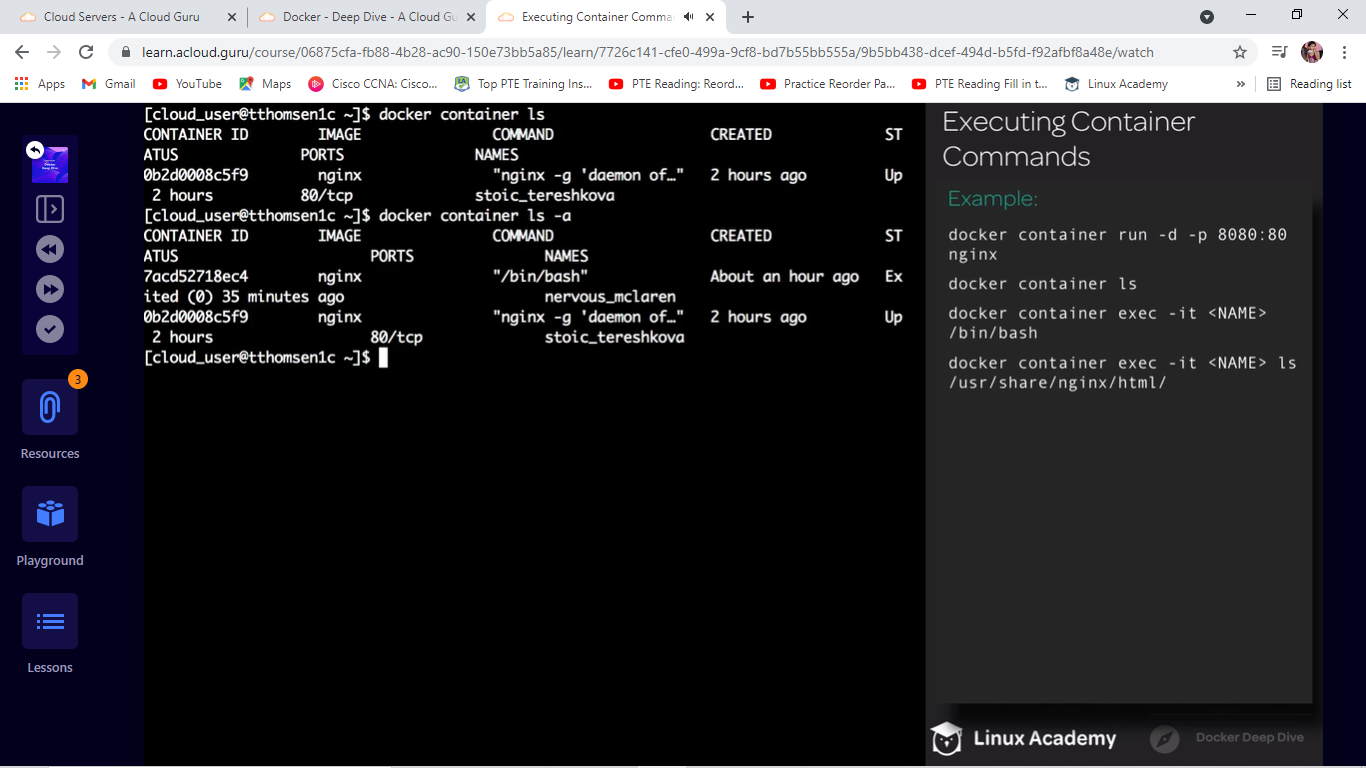 Cloud Servers - A Cloud Guru
Docker - Deep Dive - A Cloud Gu
Executing Container Comma
learn.acloud.guru/course/06875cfa-fb88-4b28-ac90-150e73bb5a85/learn/7726c141-cfe0-499a-9cf8-bd7b55bb555a/9b5bb438-dcef-494d-b5fd-f92afbf8a48e/watch
Apps
Gmail
YouTube
Maps
Cisco CCNA: Cisco...
Top PTE Training Ins...
PTE Reading: Reord...
Practice Reorder Pa...
PTE Reading Fill in t...
Linux Academy
»
Reading list
3
Resources
Playground
Lessons
[cloud_user@tthomsen1c ~]$ docker container ls
CONTAINER ID IMAGE COMMAND CREATED ST
ATUS PORTS NAMES
0b2d0008c5f9 nginx "nginx -g 'daemon of…" 2 hours ago Up
2 hours 80/tcp stoic_tereshkova
[cloud_user@tthomsen1c ~]$ docker container ls -a
CONTAINER ID IMAGE COMMAND CREATED ST
ATUS PORTS NAMES
7acd52718ec4 nginx "/bin/bash" About an hour ago Ex
ited (0) 35 minutes ago nervous_mclaren
0b2d0008c5f9 nginx "nginx -g 'daemon of…" 2 hours ago Up
2 hours 80/tcp stoic_tereshkova
[cloud_user@tthomsen1c ~]$
Executing Container
Commands
Example:
docker container run -d -p 8080:80
nginx
docker container ls
docker container exec -it <NAME>
/bin/bash
docker container exec -it <NAME> ls
/usr/share/nginx/html/
Linux Academy
Docker Deep Dive